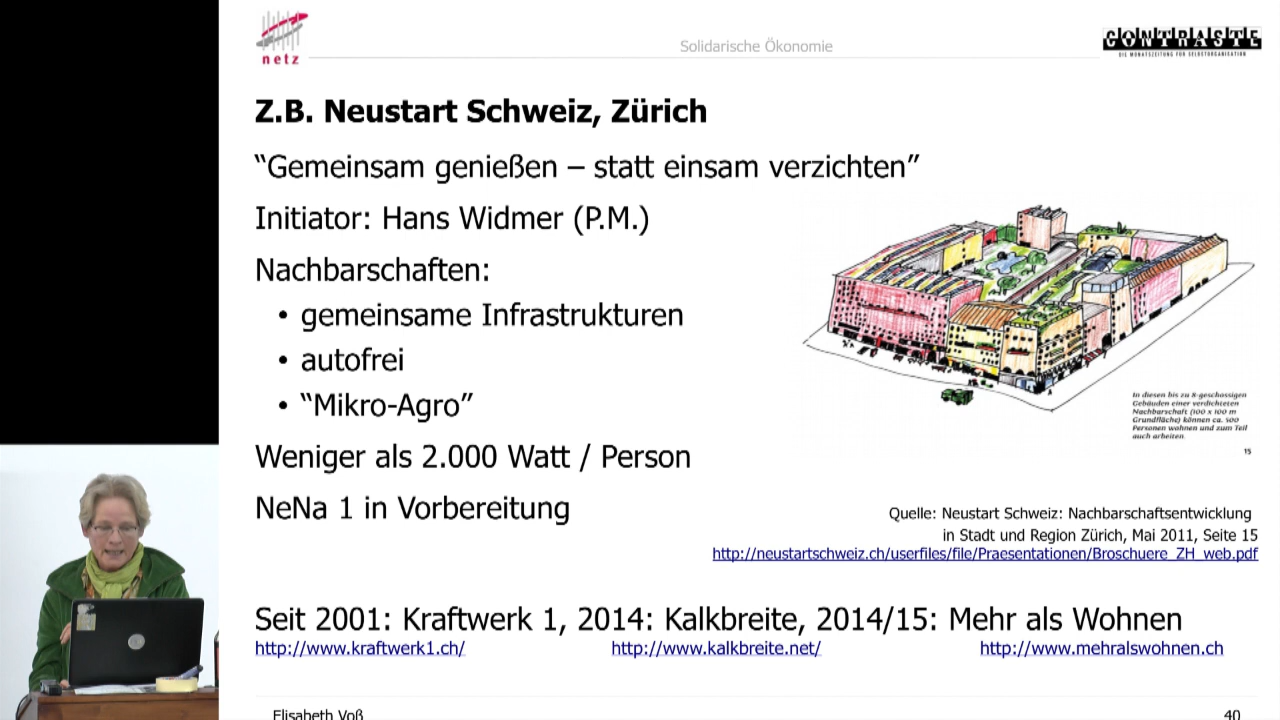 netz
Solidarische Ökonomie
CONTRASTE
DIE MONATSZEITUNG FÜR SELBSTORGANISATION
Z.B. Neustart Schweiz, Zürich
“Gemeinsam genießen – statt einsam verzichten”
Initiator: Hans Widmer (P.M.)
Nachbarschaften:
• gemeinsame Infrastrukturen
• autofrei
• “Mikro-Agro”
Weniger als 2.000 Watt / Person
NeNa 1 in Vorbereitung
In diesen bis zu 8-geschossigen
Gebäuden einer verdichteten
Nachbarschaft (100 x 100 m
Grundfläche) können ca. 500
Personen wohnen und zum Teil
auch arbeiten.
15
Quelle: Neustart Schweiz: Nachbarschaftsentwicklung
in Stadt und Region Zürich, Mai 2011, Seite 15
http://neustartschweiz.ch/userfiles/file/Praesentationen/Broschuere_ZH_web.pdf
Seit 2001: Kraftwerk 1, 2014: Kalkbreite, 2014/15: Mehr als Wohnen
http://www.kraftwerk1.ch/ http://www.kalkbreite.net/ http://www.mehralswohnen.ch
Elisabeth Voß 40